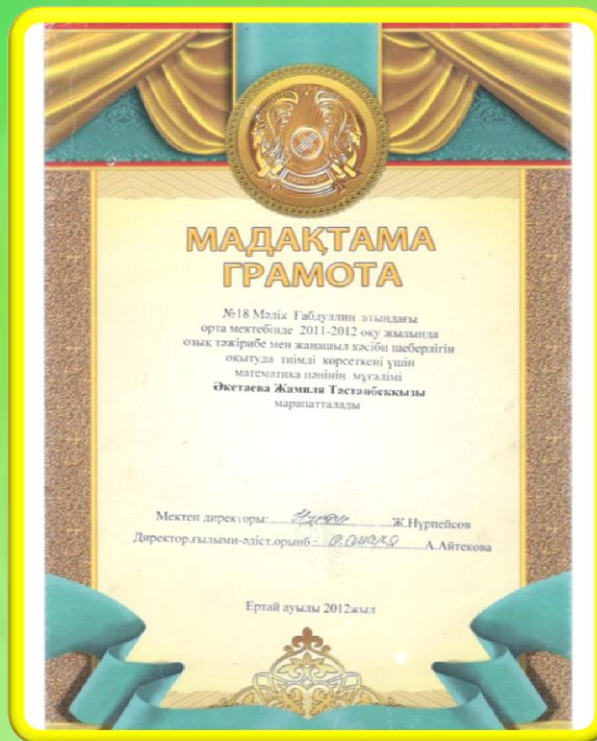 МАДАҚТАМА
ГРАМОТА
№18 Мәлік Ғабдуллин атындағы
орта мектебінде 2011-2012 оқу жылында
озық тәжірибе мен жаңашыл кәсіби шеберлігін
оқытуда тиімді көрсеткені үшін
математика пәнінің мұғалімі
Әкетаева Жамиля Тастанбекқызы
марапатталады
Мектеп директоры: Ж.Нүрпейсов
Директор.ғылыми-әдіст.орынб.: А.Айтекова
Ертай ауылы 2012жыл